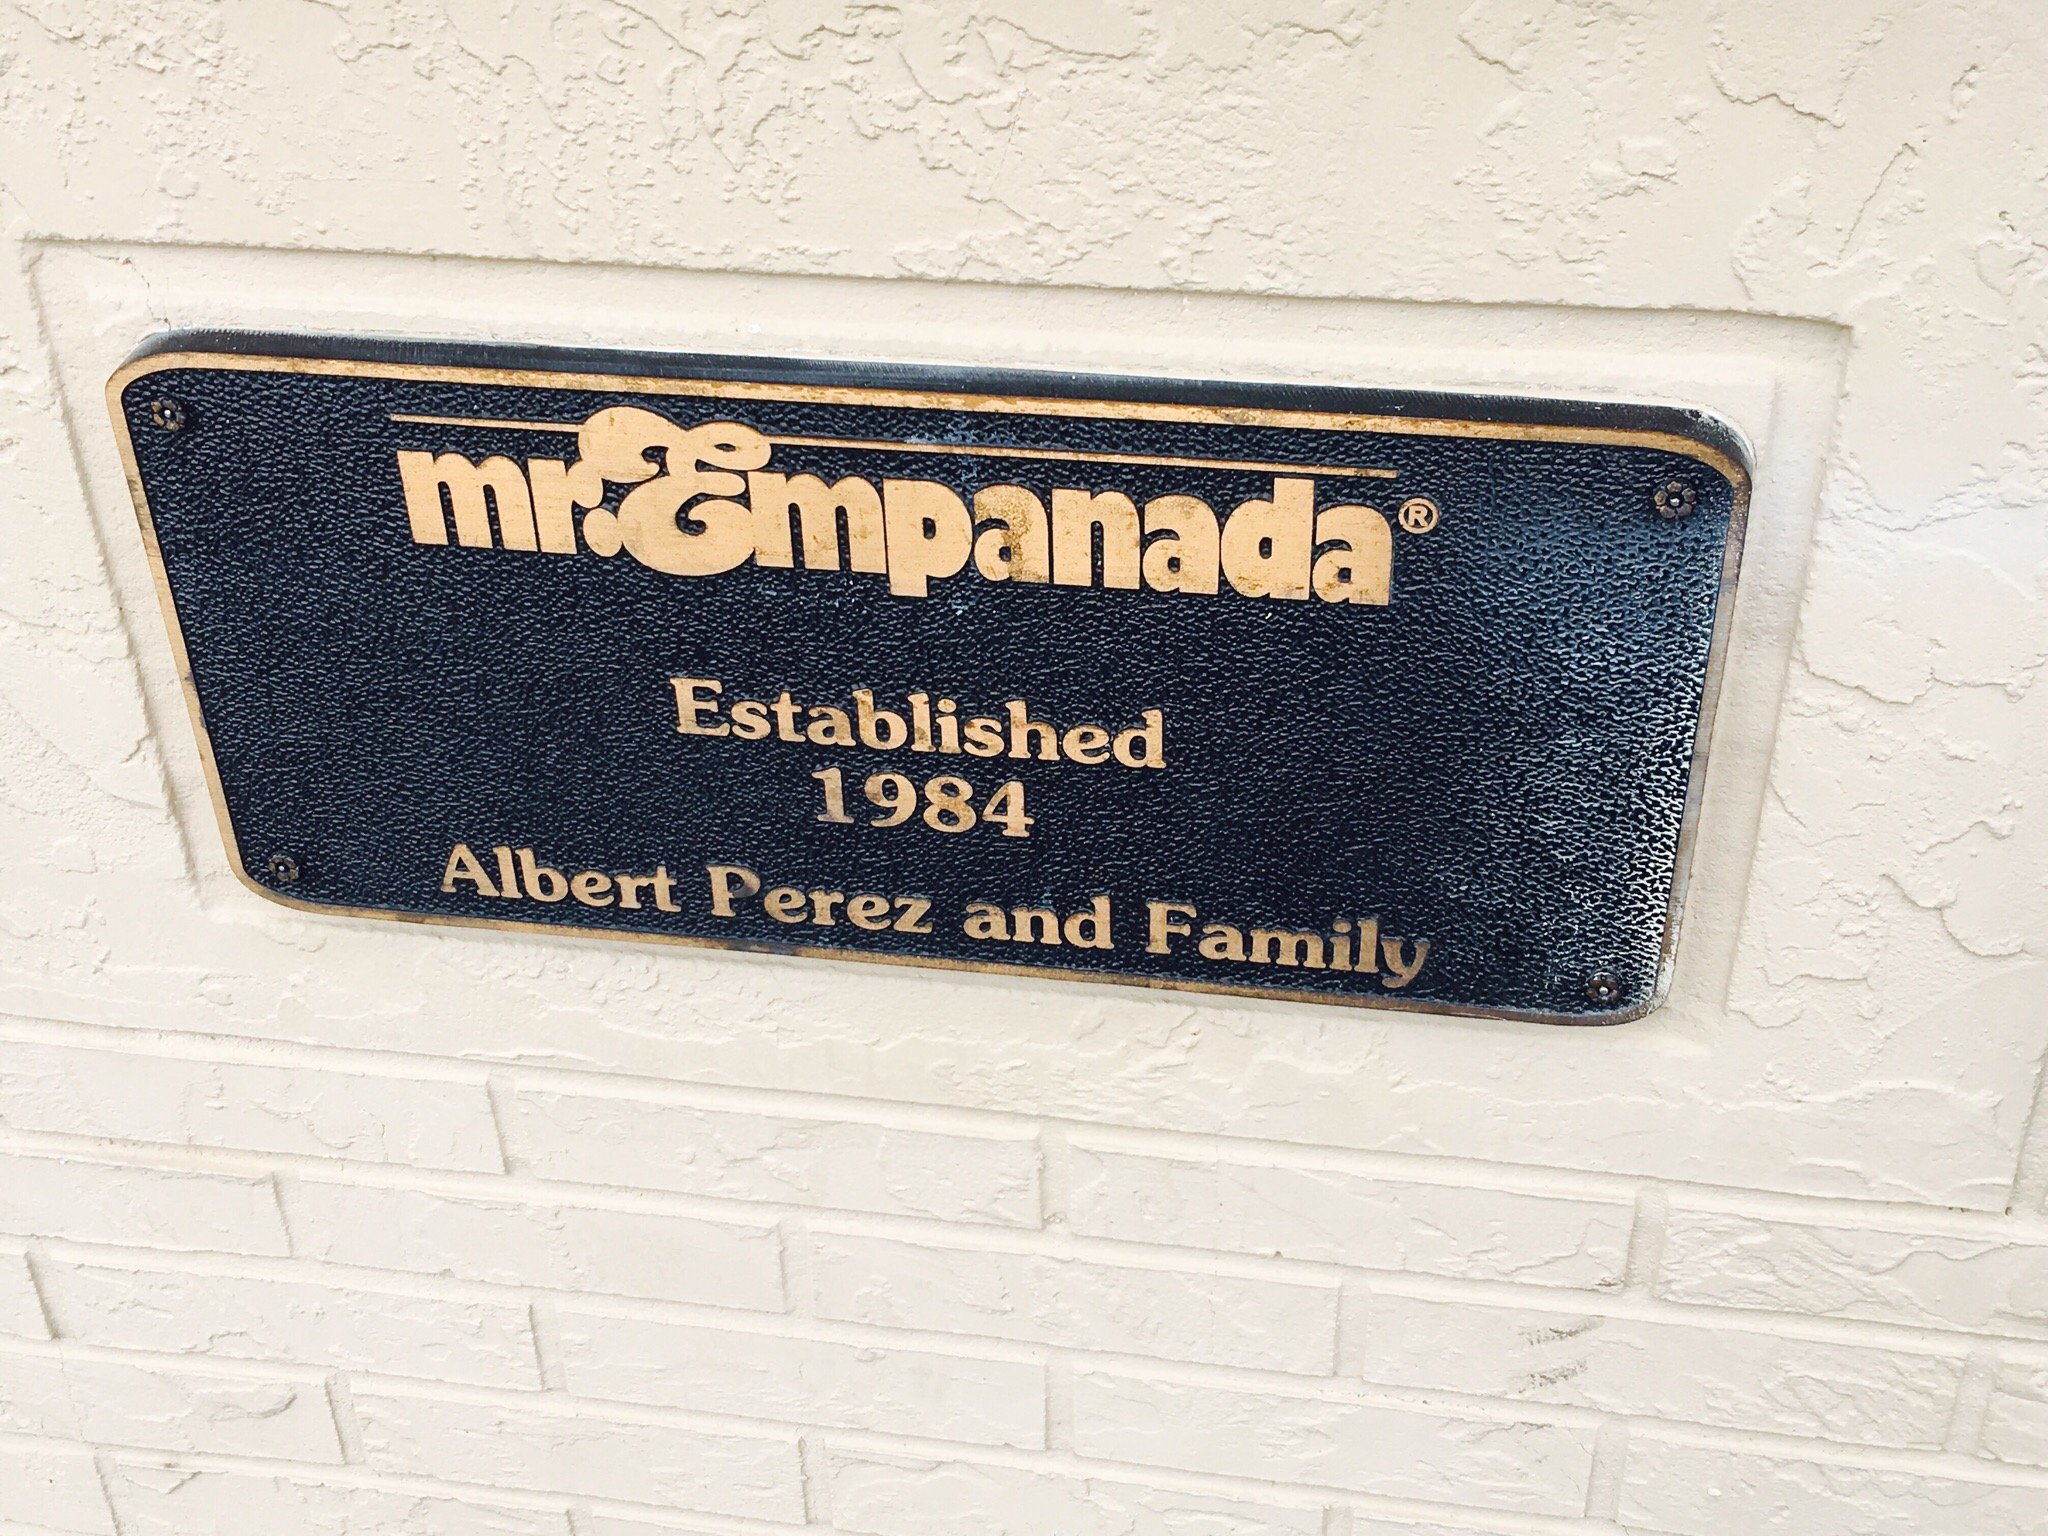 mr. Empanada®
Established
1984
Albert Perez and Family